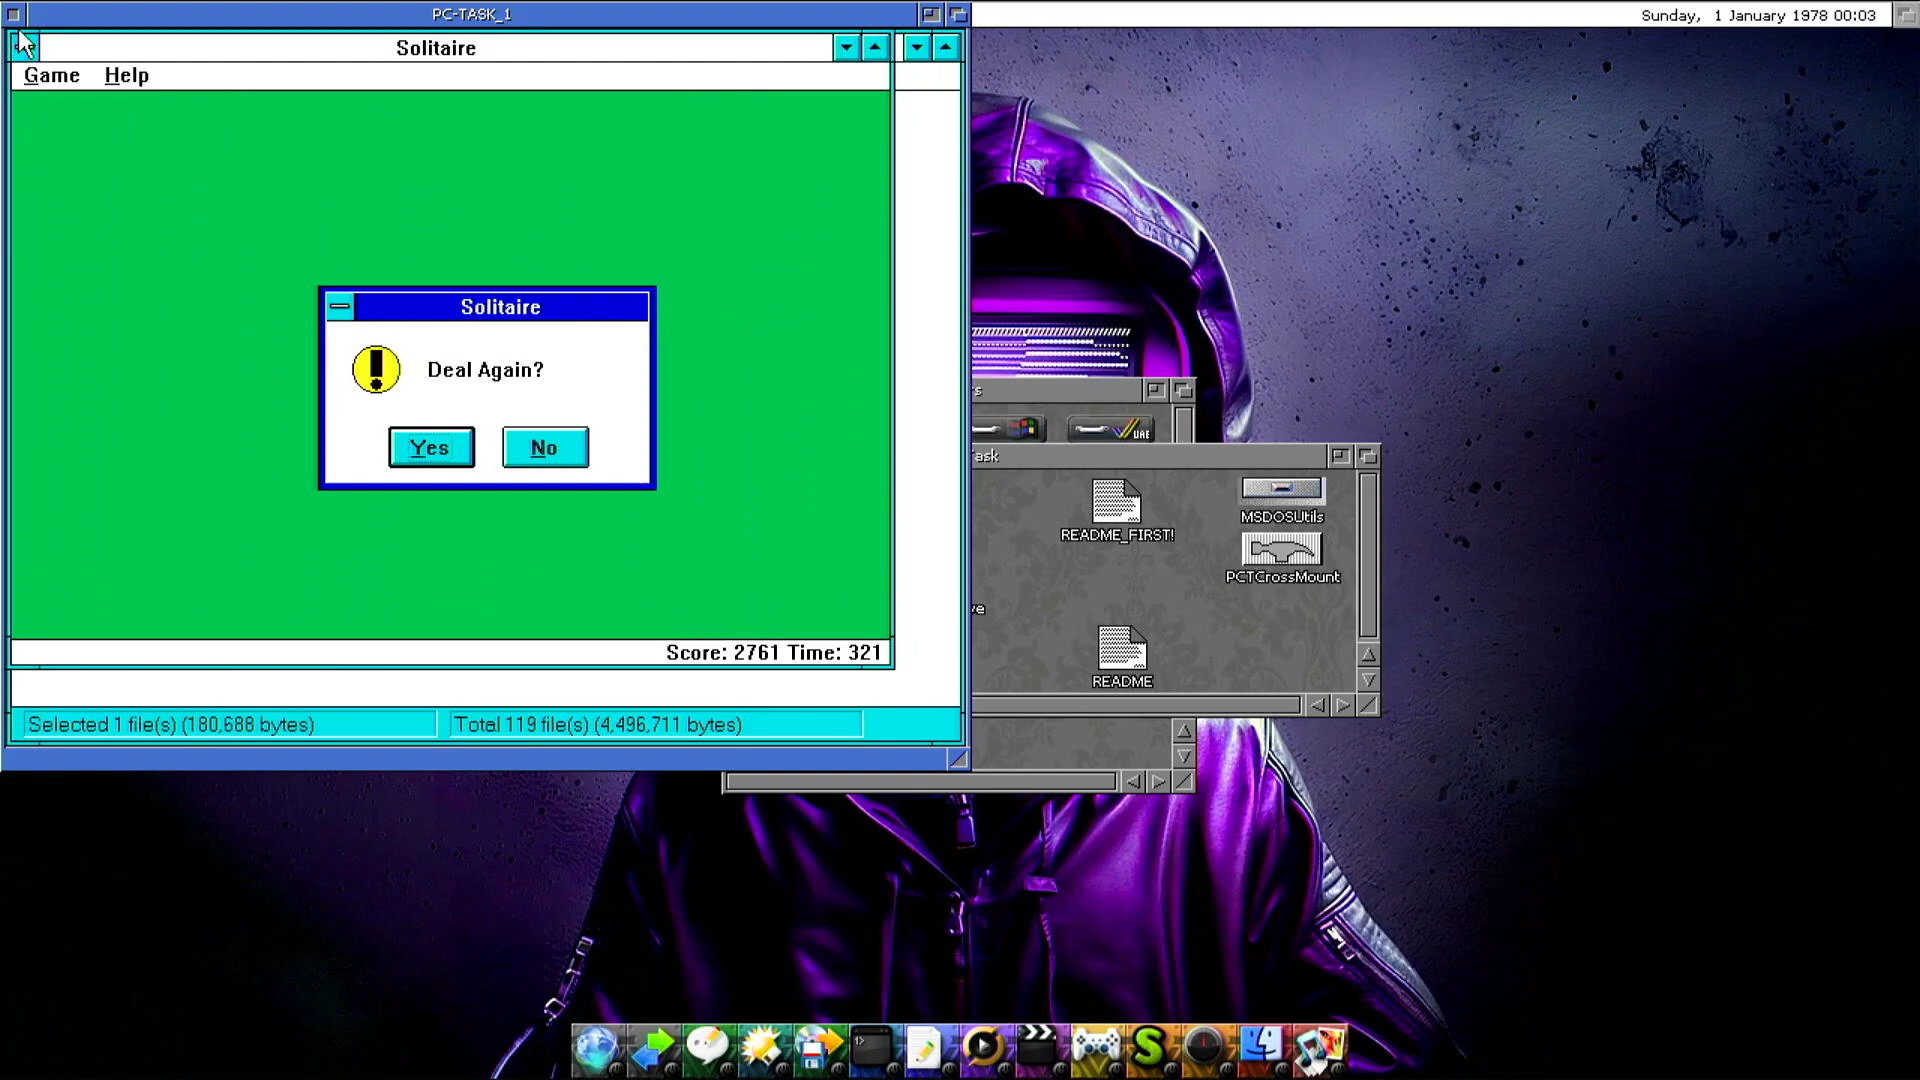 PC-TASK_1
Sunday, 1 January 1978 00:03
Solitaire
Game Help
Solitaire
Deal Again?
Yes No
Score: 2761 Time: 321
Selected 1 file(s) (180,688 bytes) Total 119 file(s) (4,496,711 bytes)
UAE
README_FIRST!
MSDOSUtils
PCTCrossMount
README